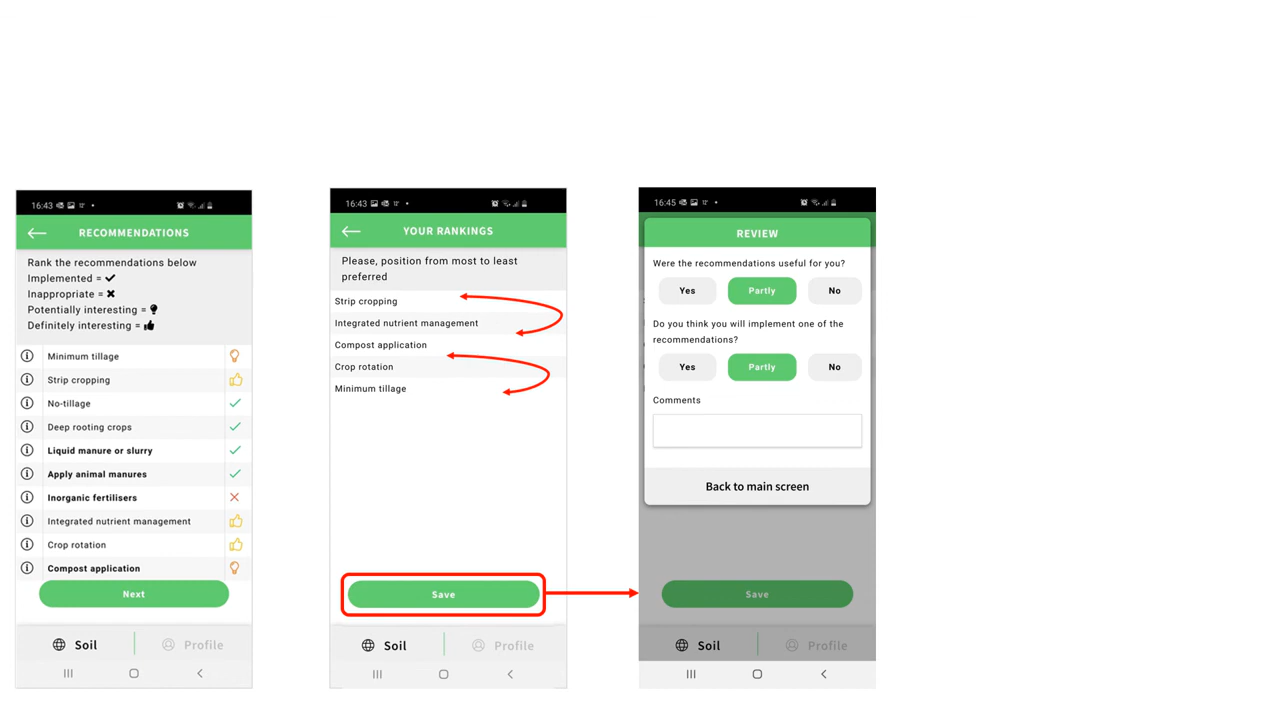 16:43
RECOMMENDATIONS
Rank the recommendations below
Implemented =
Inappropriate =
Potentially interesting =
Definitely interesting =
Minimum tillage
Strip cropping
No-tillage
Deep rooting crops
Liquid manure or slurry
Apply animal manures
Inorganic fertilisers
Integrated nutrient management
Crop rotation
Compost application
Next
Soil
Profile
16:43
YOUR RANKINGS
Please, position from most to least
preferred
Strip cropping
Integrated nutrient management
Compost application
Crop rotation
Minimum tillage
Save
Soil
Profile
16:45
REVIEW
Were the recommendations useful for you?
Yes Partly No
Do you think you will implement one of the
recommendations?
Yes Partly No
Comments
Back to main screen
Save
Soil
Profile